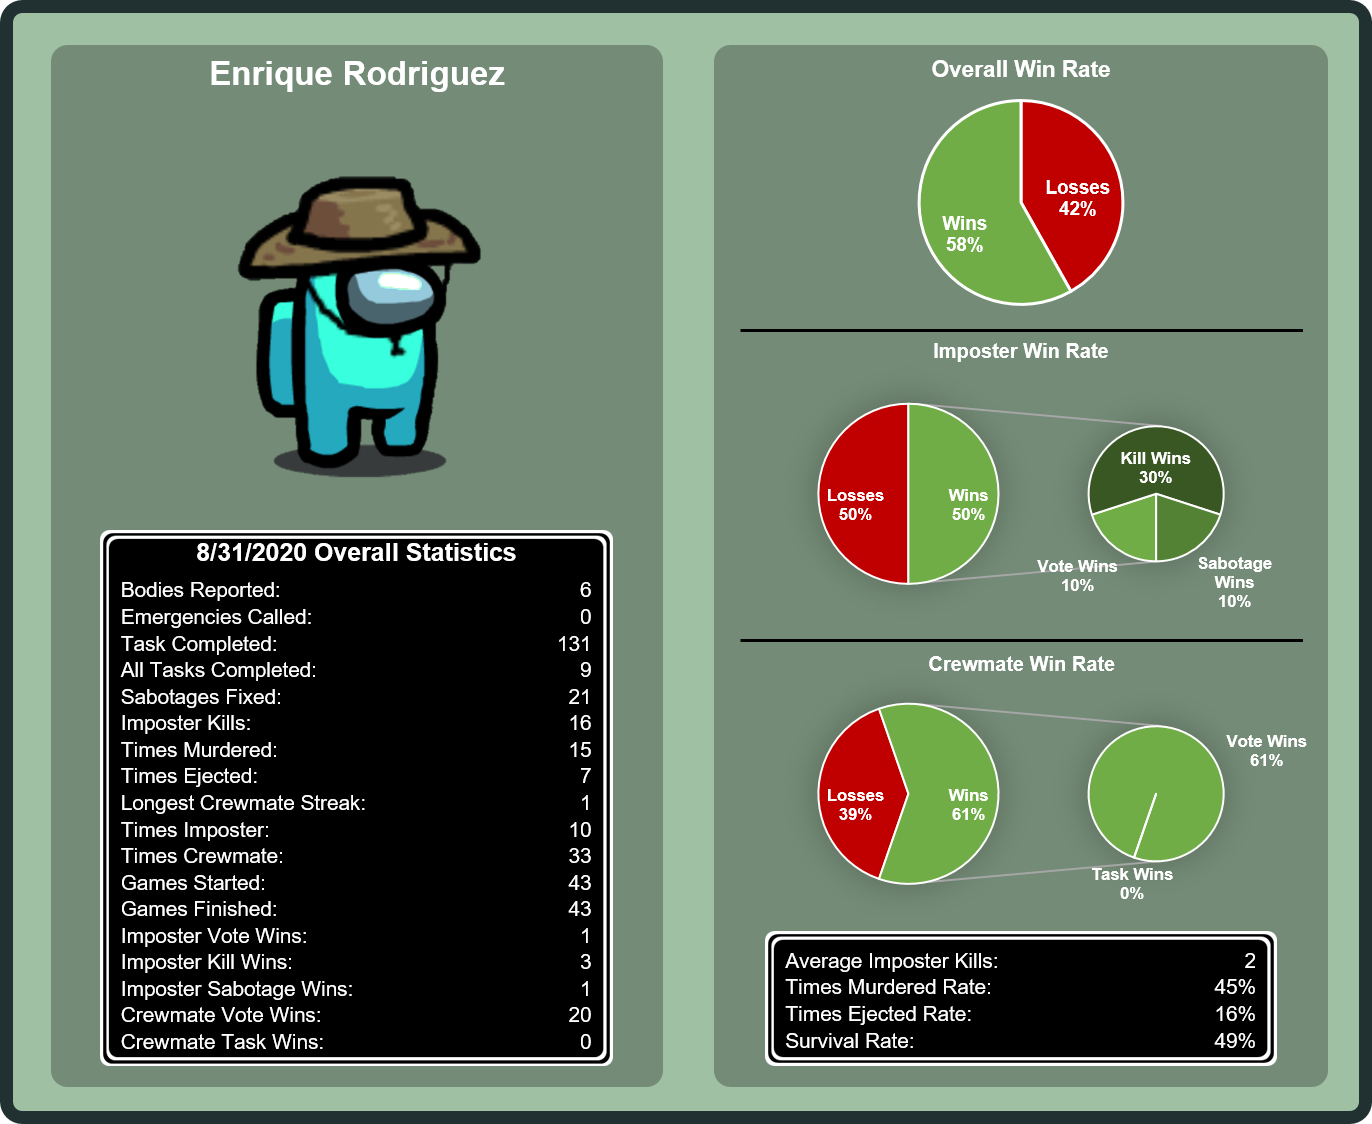 Enrique Rodriguez
8/31/2020 Overall Statistics
Bodies Reported: 6
Emergencies Called: 0
Task Completed: 131
All Tasks Completed: 9
Sabotages Fixed: 21
Imposter Kills: 16
Times Murdered: 15
Times Ejected: 7
Longest Crewmate Streak: 1
Times Imposter: 10
Times Crewmate: 33
Games Started: 43
Games Finished: 43
Imposter Vote Wins: 1
Imposter Kill Wins: 3
Imposter Sabotage Wins: 1
Crewmate Vote Wins: 20
Crewmate Task Wins: 0
Overall Win Rate
Losses
42%
Wins
58%
Imposter Win Rate
Losses
50%
Wins
50%
Kill Wins
30%
Vote Wins
10%
Sabotage
Wins
10%
Crewmate Win Rate
Losses
39%
Wins
61%
Vote Wins
61%
Task Wins
0%
Average Imposter Kills: 2
Times Murdered Rate: 45%
Times Ejected Rate: 16%
Survival Rate: 49%